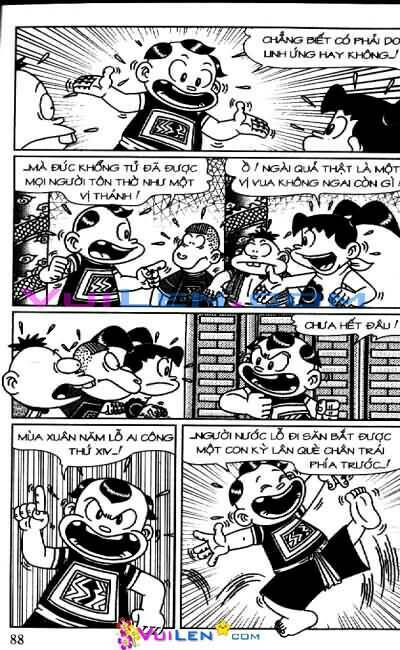 CHẲNG BIẾT CÓ PHẢI DO
LINH ỨNG HAY KHÔNG..!
...MÀ ĐỨC KHỔNG TỬ ĐÃ ĐƯỢC
MỌI NGƯỜI TÔN THỜ NHƯ MỘT
VỊ THÁNH!
Ồ! NGÀI QUẢ THẬT LÀ MỘT
VỊ VUA KHÔNG NGAI CÒN GÌ!
VUILEN.COM
CHƯA HẾT ĐÂU!
MÙA XUÂN NĂM LỖ AI CÔNG
THỨ XIV...!
...NGƯỜI NƯỚC LỖ ĐI SĂN BẮT ĐƯỢC
MỘT CON KỲ LÂN QUÈ CHÂN TRÁI
PHÍA TRƯỚC...!
88
VUILEN.COM